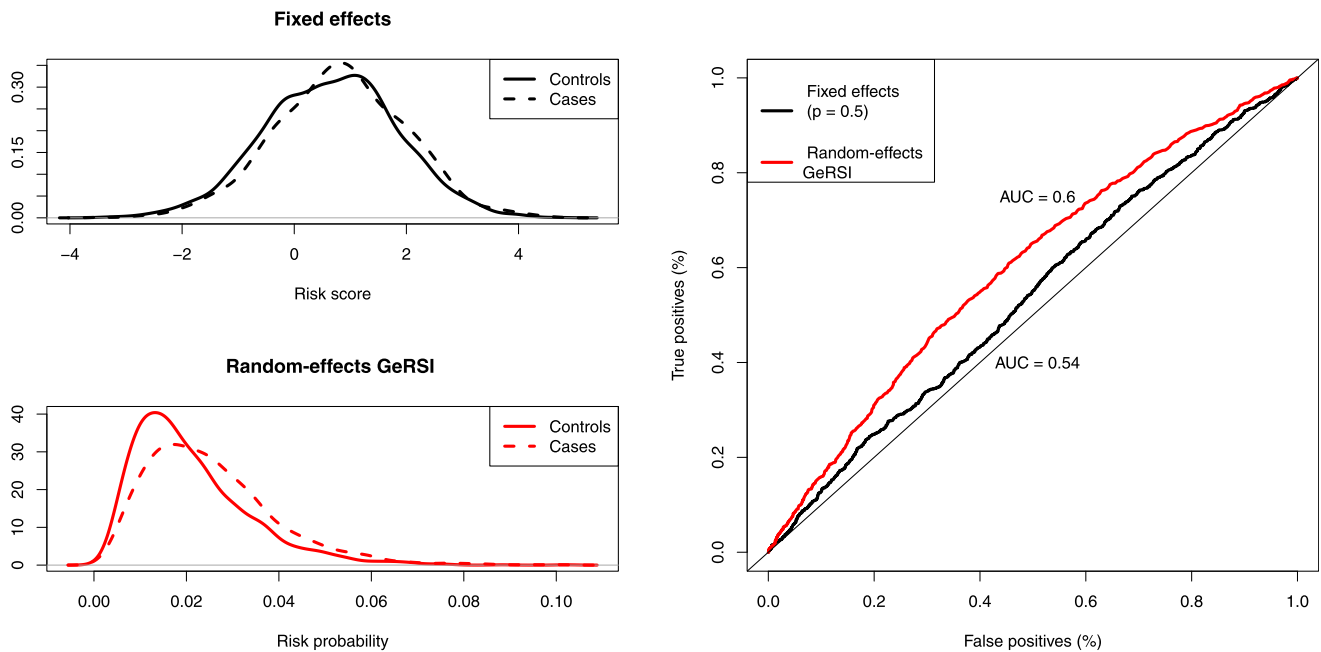 Fixed effects
0.30
0.15
0.00
Controls
Cases
−4
−2
0
2
4
Risk score
Random-effects GeRSI
40
30
20
10
0
Controls
Cases
0.00
0.02
0.04
0.06
0.08
0.10
Risk probability
Fixed effects
(p = 0.5)
Random-effects
GeRSI
AUC = 0.6
AUC = 0.54
True positives (%)
1.0
0.8
0.6
0.4
0.2
0.0
0.0
0.2
0.4
0.6
0.8
1.0
False positives (%)